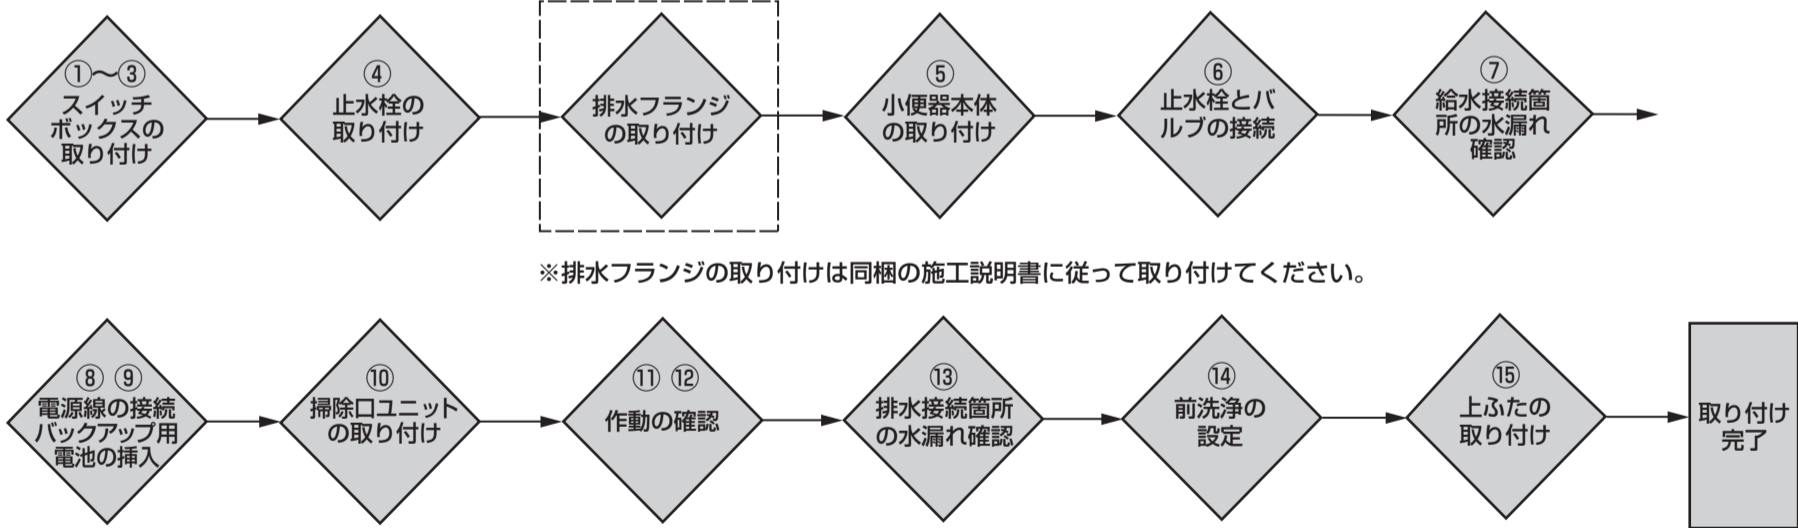 ①～③
スイッチ
ボックスの
取り付け
④
止水栓の
取り付け
排水フランジ
の取り付け
⑤
小便器本体
の取り付け
⑥
止水栓とバ
ルブの接続
⑦
給水接続箇
所の水漏れ
確認
※排水フランジの取り付けは同梱の施工説明書に従って取り付けてください。
⑧ ⑨
電源線の接続
バックアップ用
電池の挿入
⑩
掃除口ユニット
の取り付け
⑪ ⑫
作動の確認
⑬
排水接続箇所
の水漏れ確認
⑭
前洗浄の
設定
⑮
上ふたの
取り付け
取り付け
完了